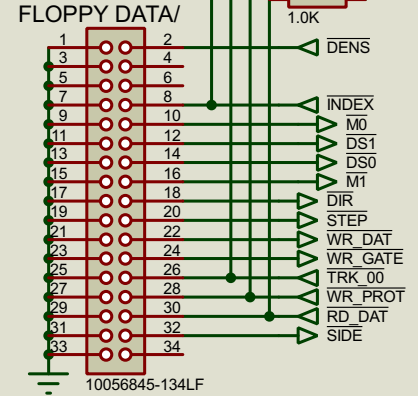 FLOPPY DATA/
1.0K
1 2 DENS
3 4
5 6
7 8 INDEX
9 10 M0
11 12 DS1
13 14 DS0
15 16 M1
17 18 DIR
19 20 STEP
21 22 WR_DAT
23 24 WR_GATE
25 26 TRK_00
27 28 WR_PROT
29 30 RD_DAT
31 32 SIDE
33 34
10056845-134LF